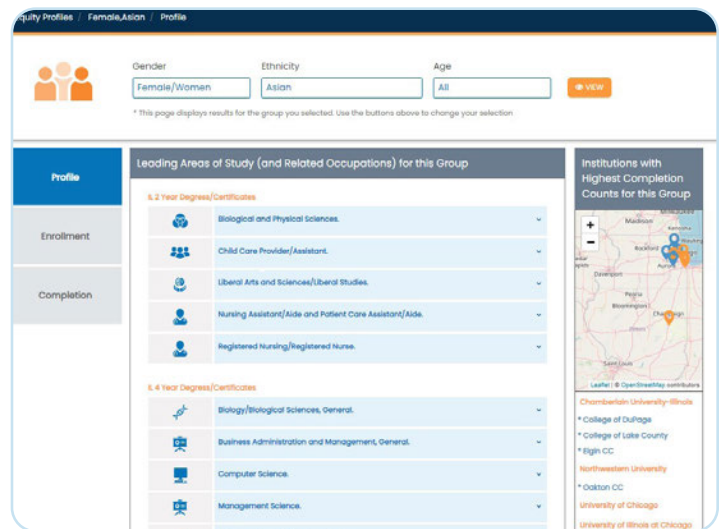 quity Profiles / Female,Asian / Profile
Gender
Ethnicity
Age
Female/Women
Asian
All
VIEW
* This page displays results for the group you selected. Use the buttons above to change your selection
Profile
Enrollment
Completion
Leading Areas of Study (and Related Occupations) for this Group
IL 2 Year Degrees/Certificates
Biological and Physical Sciences.
Child Care Provider/Assistant.
Liberal Arts and Sciences/Liberal Studies.
Nursing Assistant/Aide and Patient Care Assistant/Aide.
Registered Nursing/Registered Nurse.
IL 4 Year Degrees/Certificates
Biology/Biological Sciences, General.
Business Administration and Management, General.
Computer Science.
Management Science.
Institutions with
Highest Completion
Counts for this Group
+
−
Milwaukee
Madison
Kenosha
Rockford
Aurora
Davenport
Peoria
Bloomington
Champaign
Illinois
Saint Louis
Leaflet | © OpenStreetMap contributors
Chamberlain University-Illinois
* College of DuPage
* College of Lake County
* Elgin CC
Northwestern University
* Oakton CC
University of Chicago
University of Illinois at Chicago